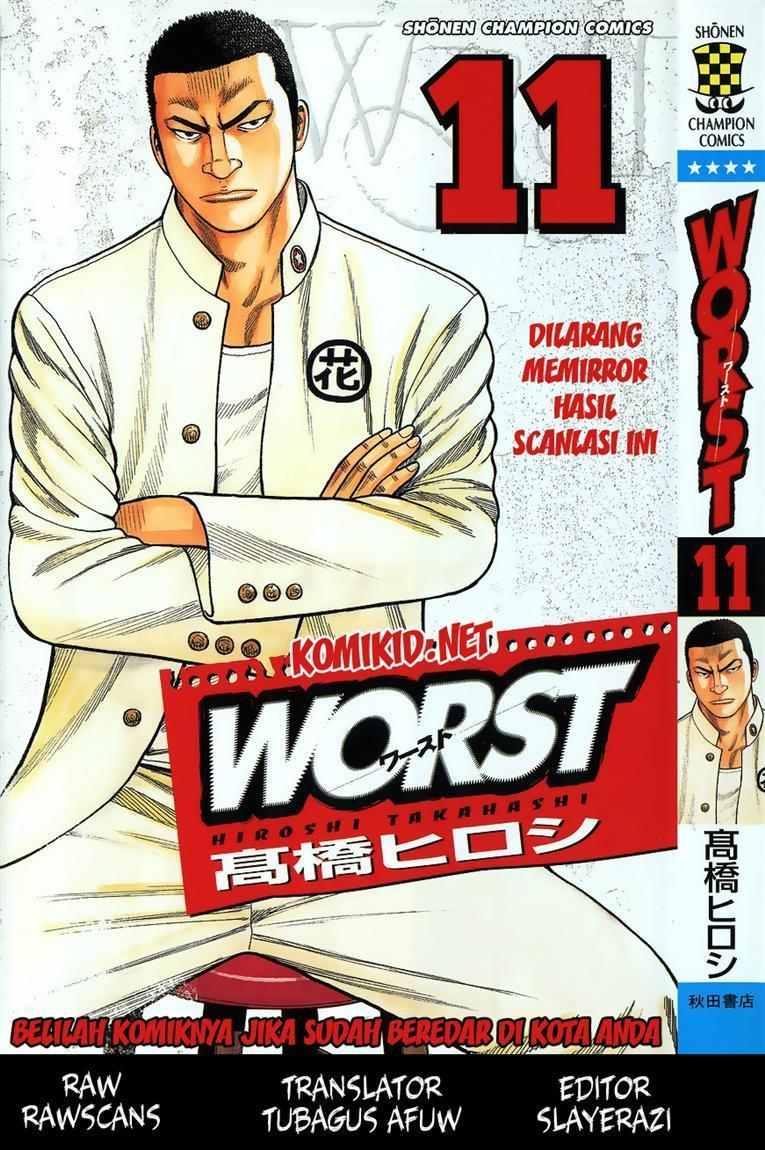 SHŌNEN CHAMPION COMICS
11
花
DILARANG
MEMIRROR
HASIL
SCANLASI INI
KOMIKID.NET
WORST
ワースト
HIROSHI TAKAHASHI
髙橋ヒロシ
BELILAH KOMIKNYA JIKA SUDAH BEREDAR DI KOTA ANDA
SHŌNEN
CHAMPION
COMICS
WORST
ワースト
11
髙橋ヒロシ
秋田書店
RAW
RAWSCANS
TRANSLATOR
TUBAGUS AFUW
EDITOR
SLAYERAZI